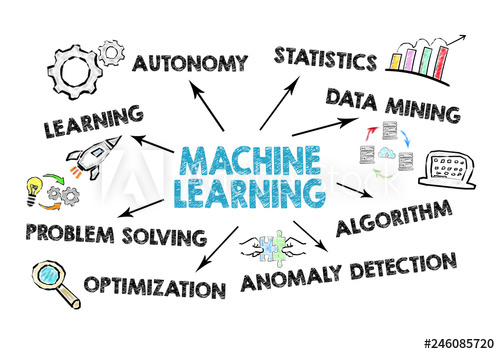 AUTONOMY
STATISTICS
DATA MINING
LEARNING
MACHINE
LEARNING
ALGORITHM
PROBLEM SOLVING
ANOMALY DETECTION
OPTIMIZATION
#246085720